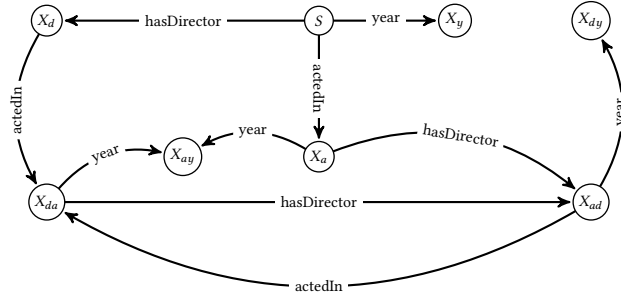 X_d hasDirector S year X_y X_dy
actedIn
actedIn
year
year year hasDirector
X_ay X_a
X_da hasDirector X_ad
actedIn